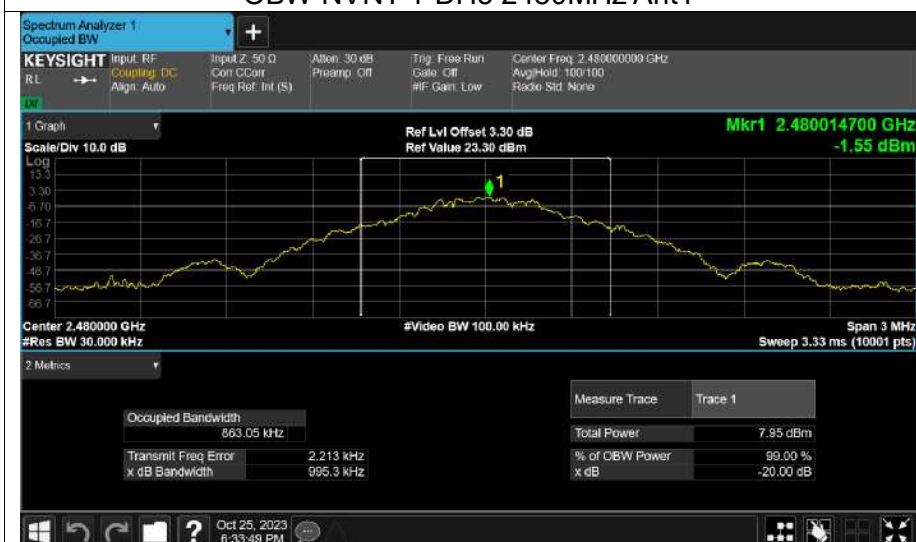 OBW NVNT 1-DH5 2480MHz Ant1
Spectrum Analyzer 1
Occupied BW
+
KEYSIGHT Input: RF Input Z: 50 Ω Atten: 30 dB Trig: Free Run Center Freq: 2.480000000 GHz
RL Coupling: DC Corr CCorr Preamp: Off Gate: Off Avg|Hold: 100/100
Align: Auto Freq Ref: Int (S) #IF Gain: Low Radio Std: None
1 Graph Ref Lvl Offset 3.30 dB Mkr1 2.480014700 GHz
Scale/Div 10.0 dB Ref Value 23.30 dBm -1.55 dBm
Log
13.3
1
3.30
-6.70
-16.7
-26.7
-36.7
-46.7
-56.7
-66.7
Center 2.480000 GHz #Video BW 100.00 kHz Span 3 MHz
#Res BW 30.000 kHz Sweep 3.33 ms (10001 pts)
2 Metrics
Measure Trace Trace 1
Occupied Bandwidth
863.05 kHz Total Power 7.95 dBm
Transmit Freq Error 2.213 kHz % of OBW Power 99.00 %
x dB Bandwidth 995.3 kHz x dB -20.00 dB
? Oct 25, 2023
6:33:49 PM